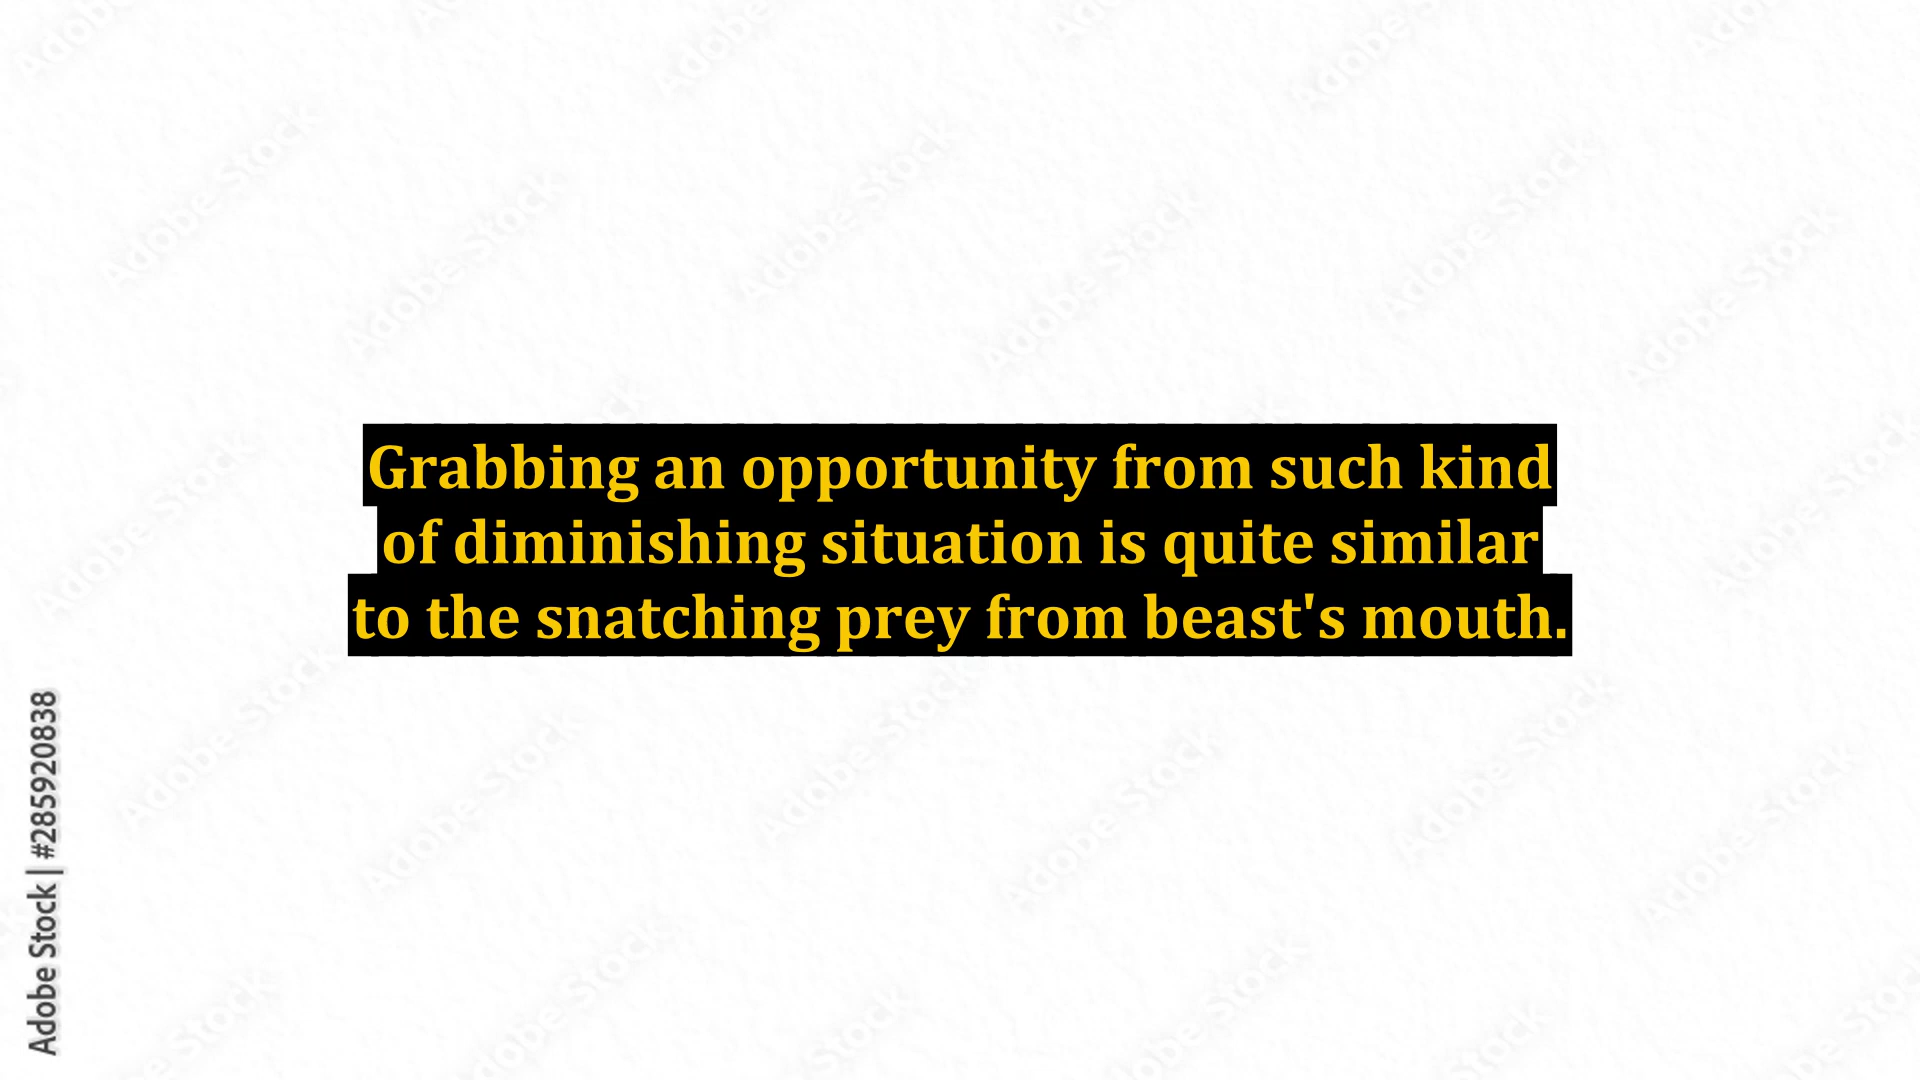 Grabbing an opportunity from such kind
of diminishing situation is quite similar
to the snatching prey from beast's mouth.
Adobe Stock | #285920838